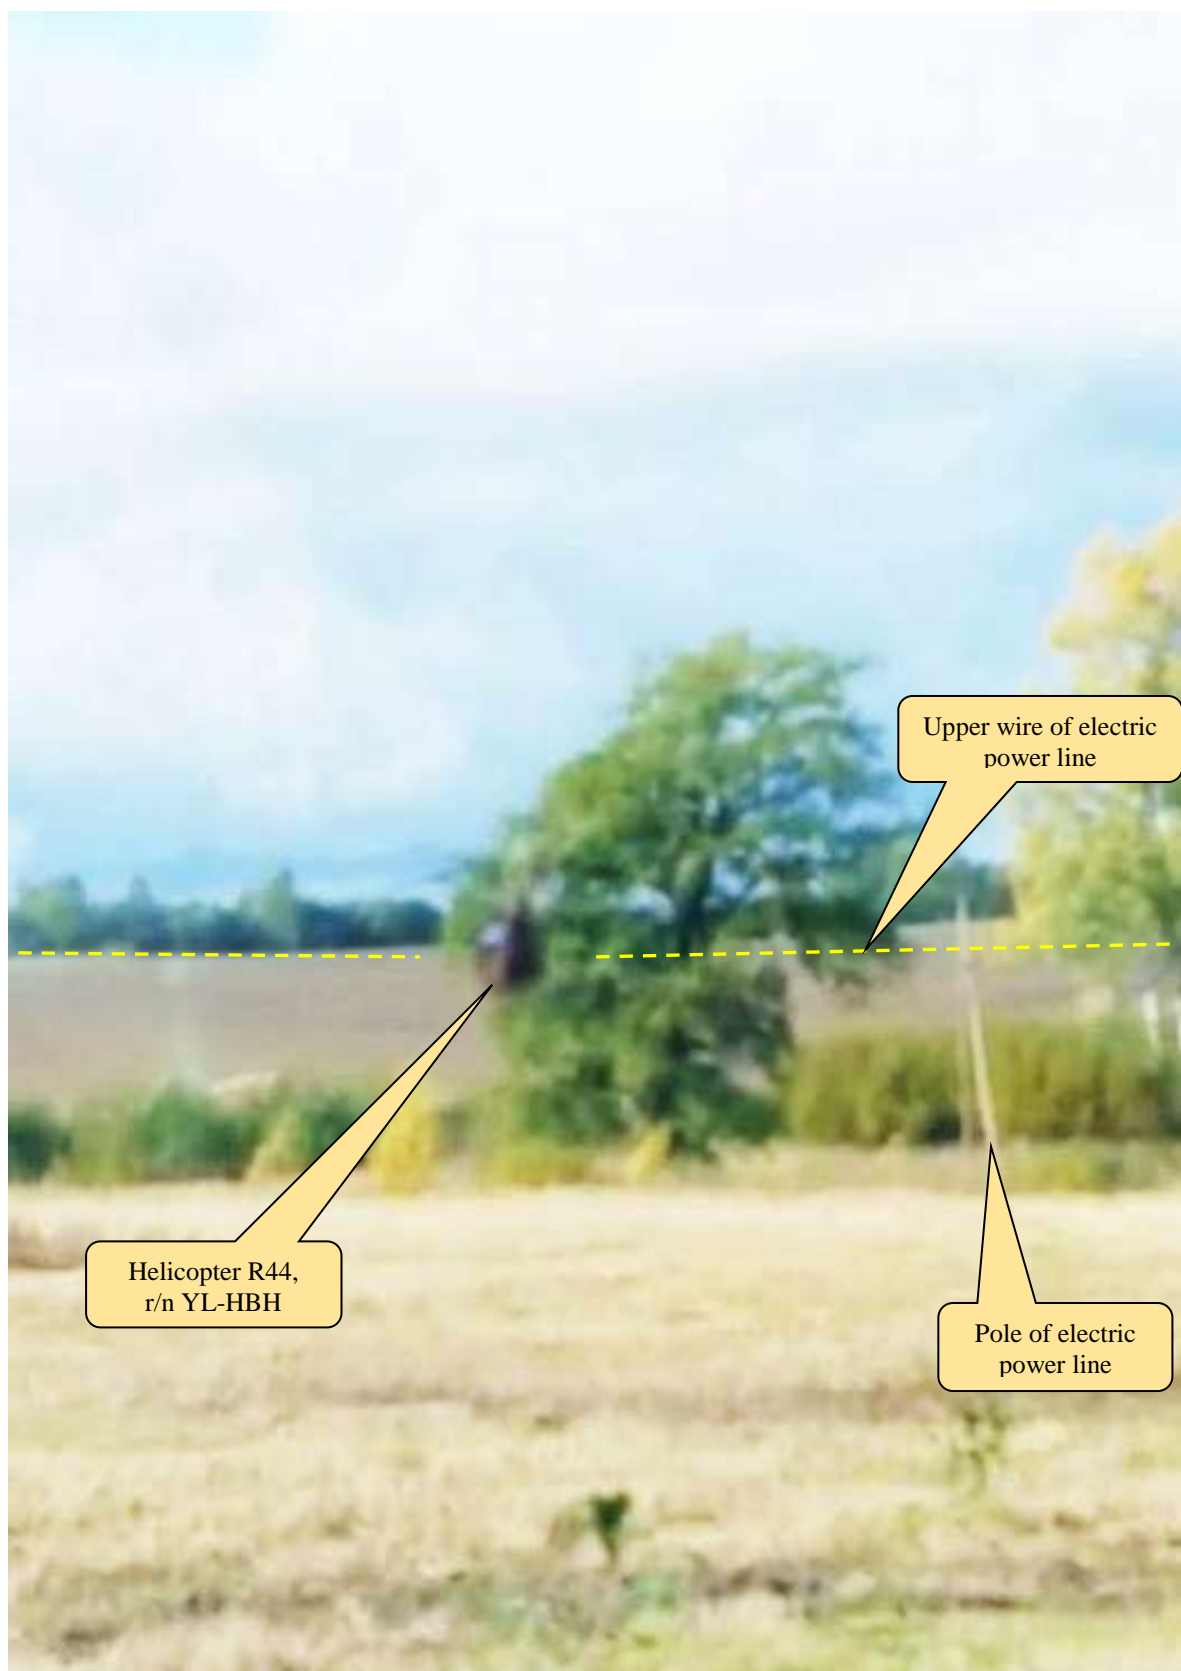 Upper wire of electric
power line
Helicopter R44,
r/n YL-HBH
Pole of electric
power line